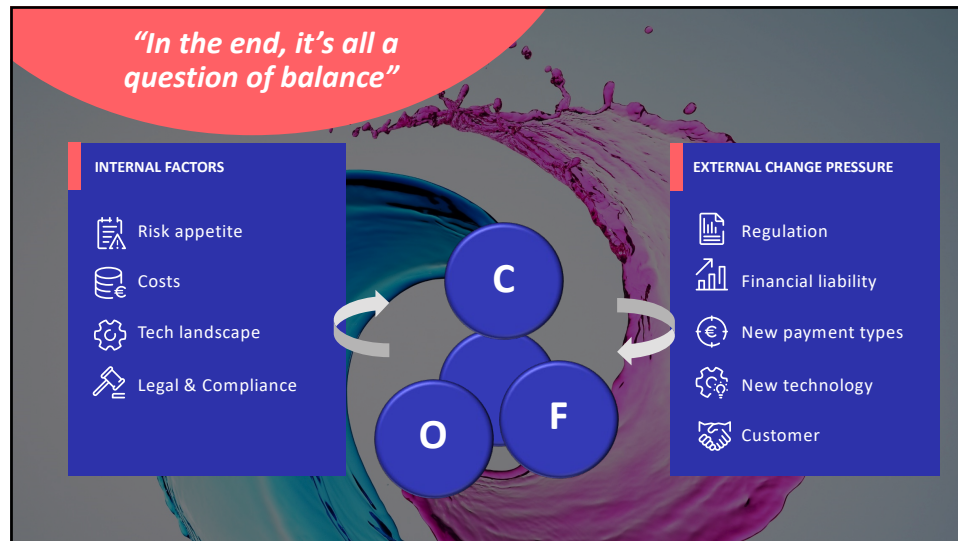 “In the end, it’s all a
question of balance”
INTERNAL FACTORS
Risk appetite
Costs
Tech landscape
Legal & Compliance
C
O
F
EXTERNAL CHANGE PRESSURE
Regulation
Financial liability
New payment types
New technology
Customer